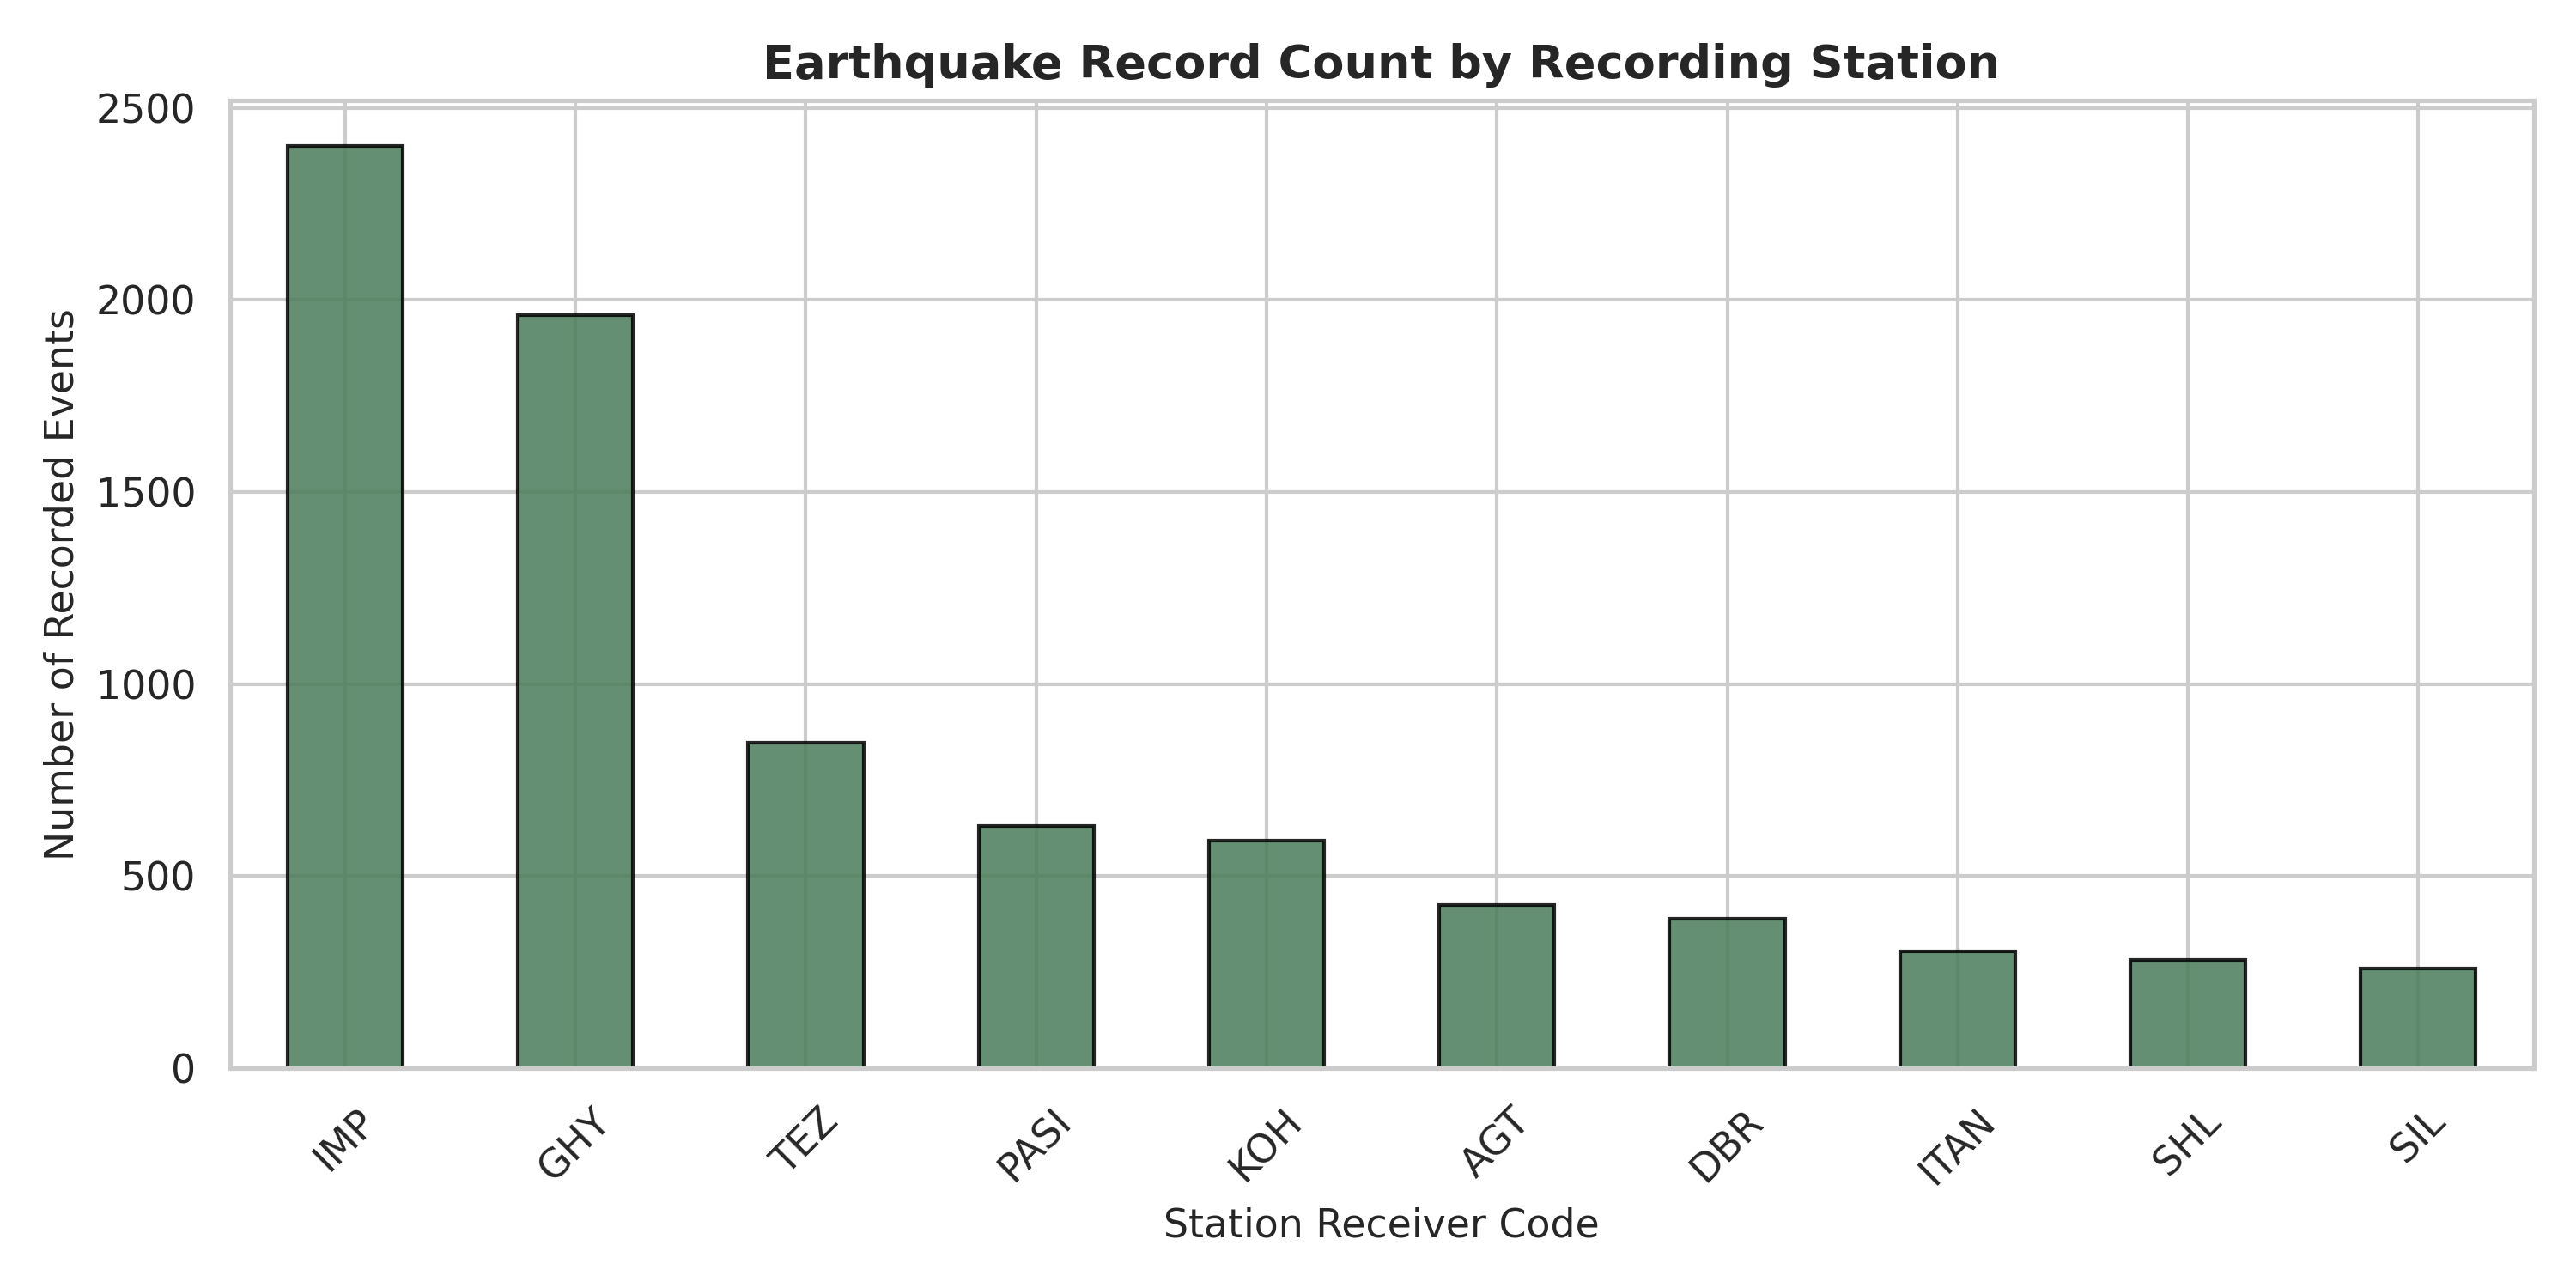 Earthquake Record Count by Recording Station
Number of Recorded Events
2500
2000
1500
1000
500
0
IMP
GHY
TEZ
PASI
KOH
AGT
DBR
ITAN
SHL
SIL
Station Receiver Code